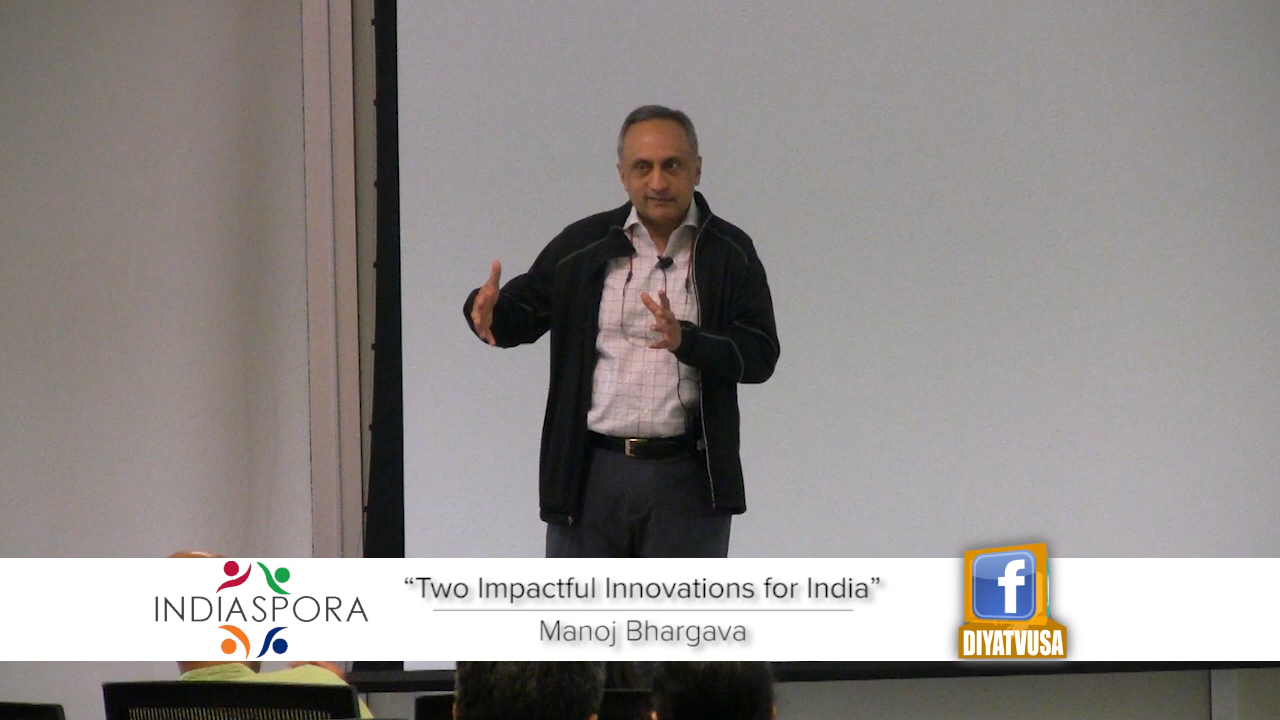 INDIASPORA
“Two Impactful Innovations for India”
Manoj Bhargava
f
DIYATVUSA